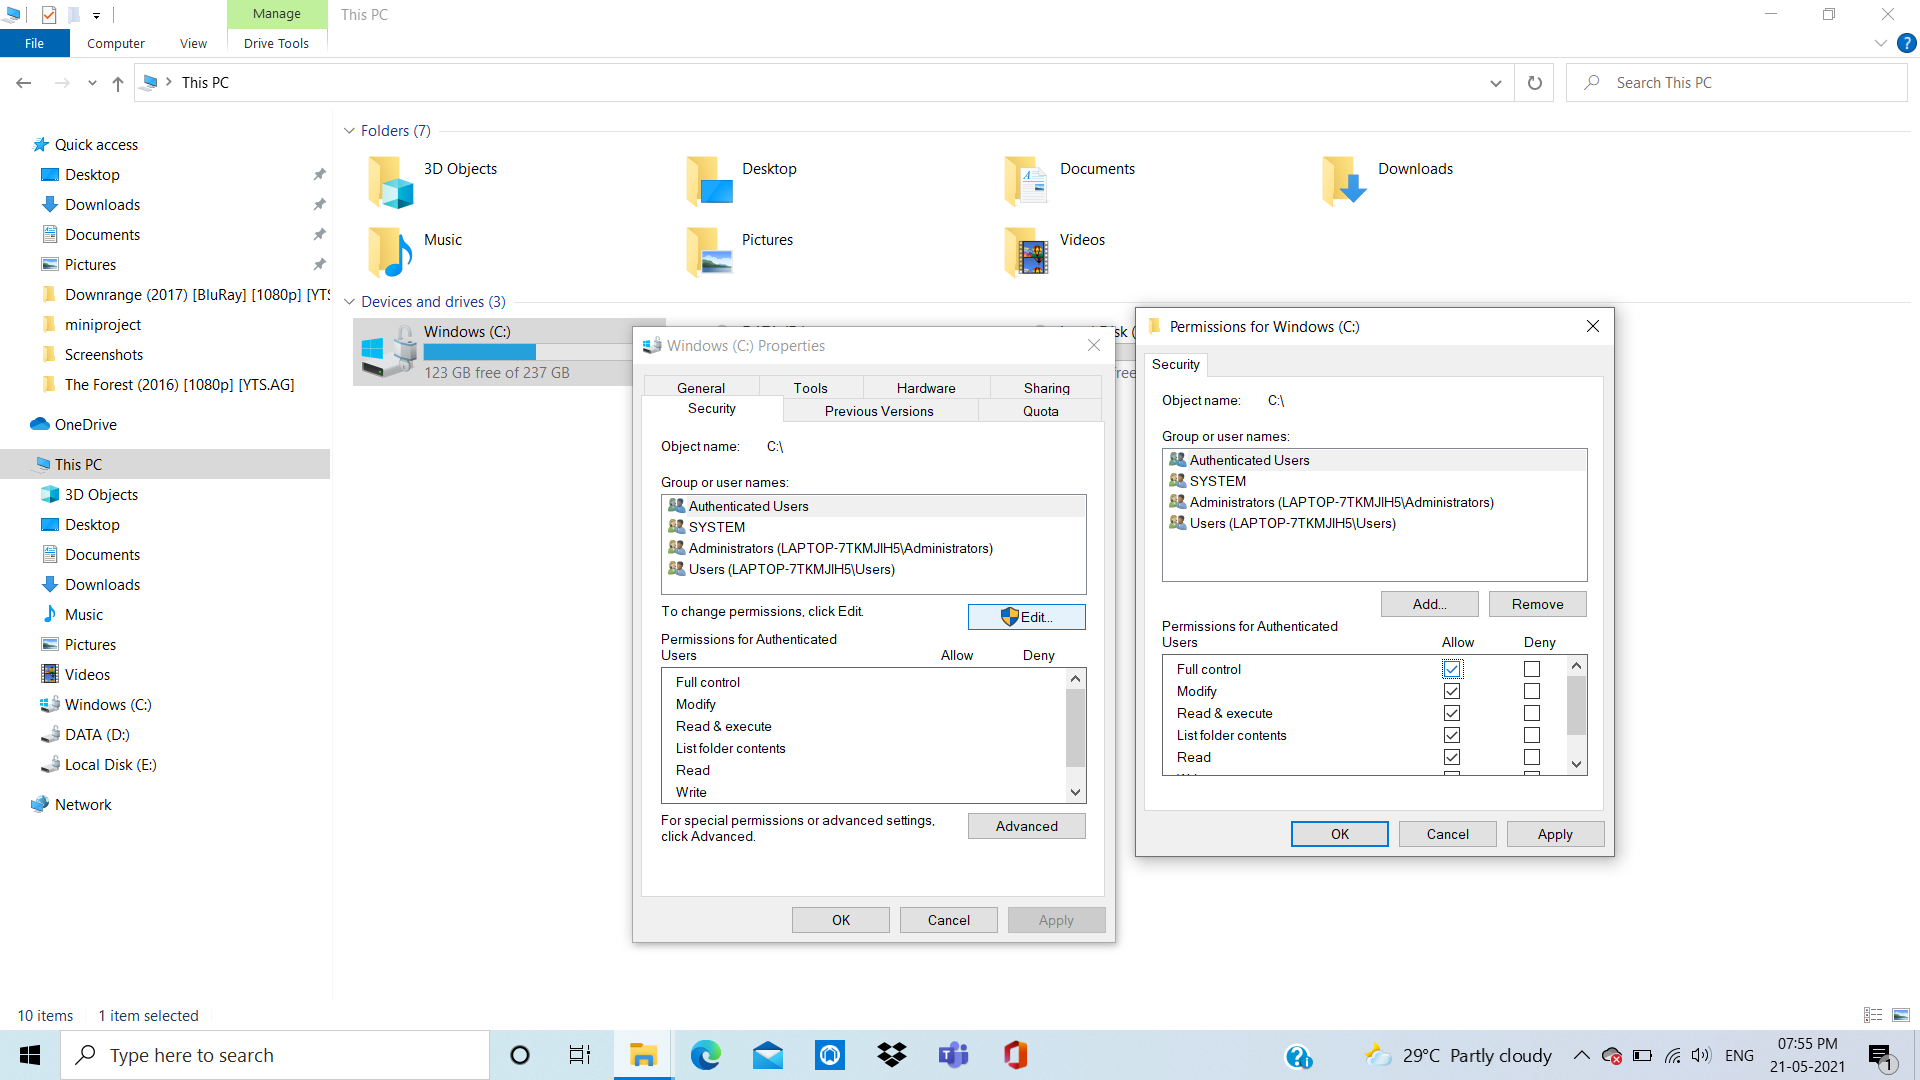 Manage
This PC
File
Computer
View
Drive Tools
This PC
Search This PC
Quick access
Desktop
Downloads
Documents
Pictures
Downrange (2017) [BluRay] [1080p] [YTS
miniproject
Screenshots
The Forest (2016) [1080p] [YTS.AG]
OneDrive
This PC
3D Objects
Desktop
Documents
Downloads
Music
Pictures
Videos
Windows (C:)
DATA (D:)
Local Disk (E:)
Network
Folders (7)
3D Objects
Desktop
Documents
Downloads
Music
Pictures
Videos
Devices and drives (3)
Windows (C:)
123 GB free of 237 GB
Windows (C:) Properties
General
Tools
Hardware
Sharing
Security
Previous Versions
Quota
Object name: C:\
Group or user names:
Authenticated Users
SYSTEM
Administrators (LAPTOP-7TKMJIH5\Administrators)
Users (LAPTOP-7TKMJIH5\Users)
To change permissions, click Edit.
Edit...
Permissions for Authenticated
Users
Allow
Deny
Full control
Modify
Read & execute
List folder contents
Read
Write
For special permissions or advanced settings,
click Advanced.
Advanced
OK
Cancel
Apply
Permissions for Windows (C:)
Security
Object name: C:\
Group or user names:
Authenticated Users
SYSTEM
Administrators (LAPTOP-7TKMJIH5\Administrators)
Users (LAPTOP-7TKMJIH5\Users)
Add...
Remove
Permissions for Authenticated
Users
Allow
Deny
Full control
Modify
Read & execute
List folder contents
Read
OK
Cancel
Apply
10 items
1 item selected
Type here to search
29°C Partly cloudy
ENG
07:55 PM
21-05-2021
1